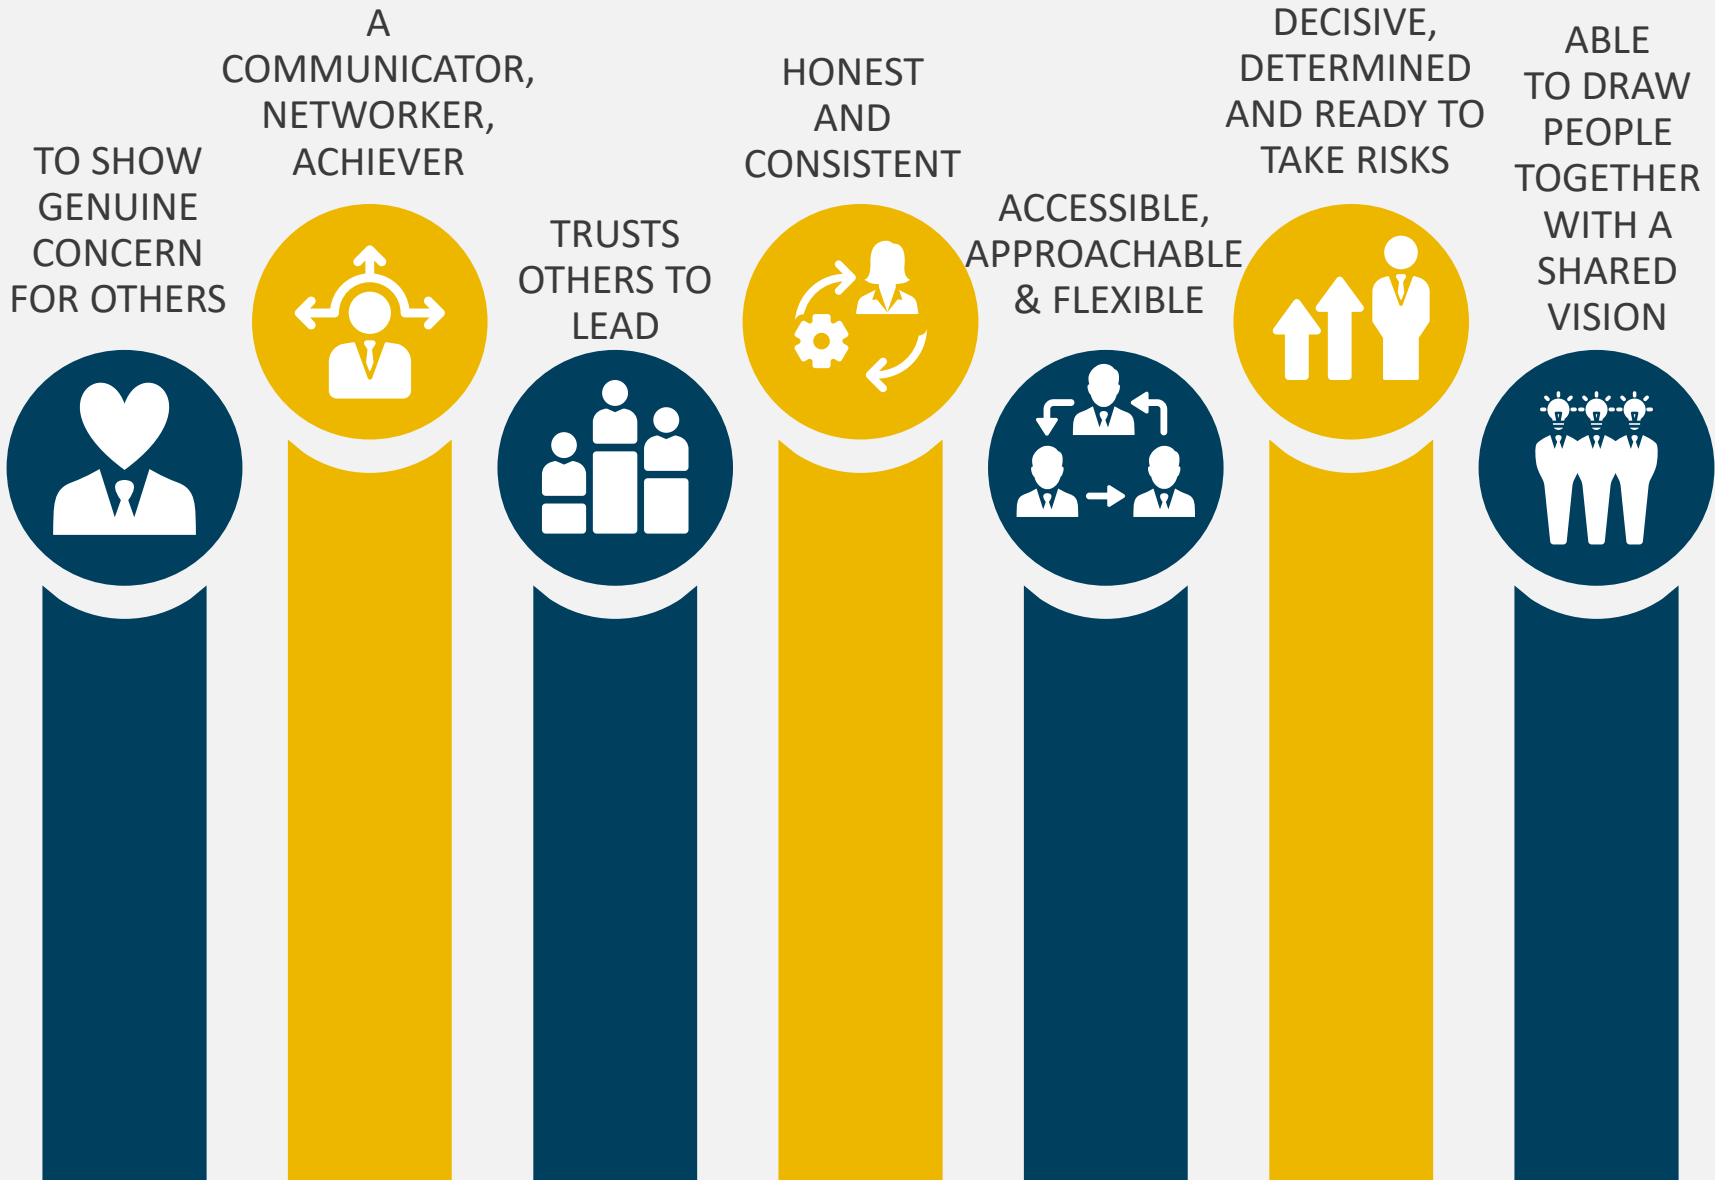 TO SHOW
GENUINE
CONCERN
FOR OTHERS
A
COMMUNICATOR,
NETWORKER,
ACHIEVER
TRUSTS
OTHERS TO
LEAD
HONEST
AND
CONSISTENT
ACCESSIBLE,
APPROACHABLE
& FLEXIBLE
DECISIVE,
DETERMINED
AND READY TO
TAKE RISKS
ABLE
TO DRAW
PEOPLE
TOGETHER
WITH A
SHARED
VISION